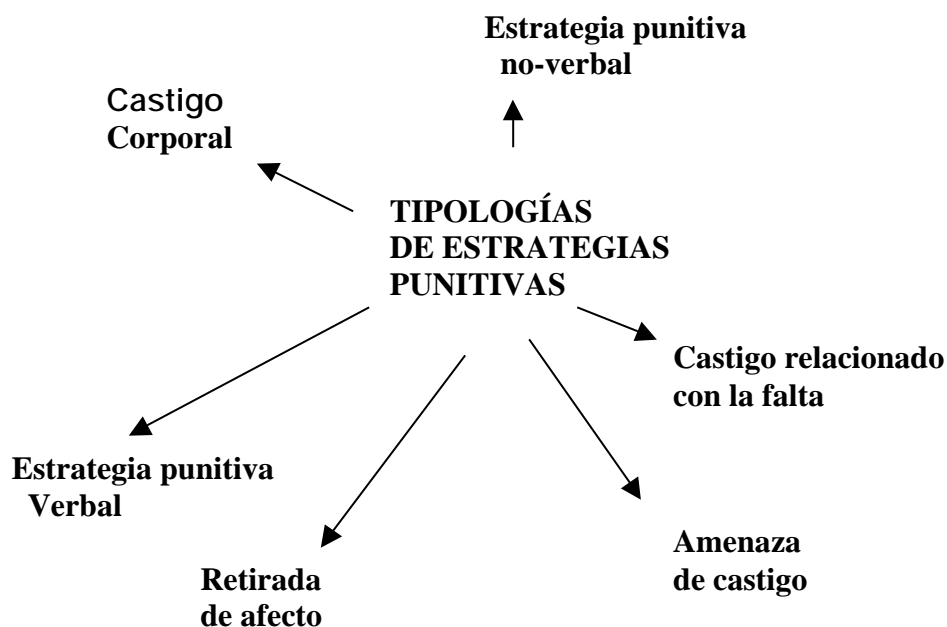 Estrategia punitiva
no-verbal
Castigo
Corporal
TIPOLOGÍAS
DE ESTRATEGIAS
PUNITIVAS
Castigo relacionado
con la falta
Estrategia punitiva
Verbal
Amenaza
de castigo
Retirada
de afecto